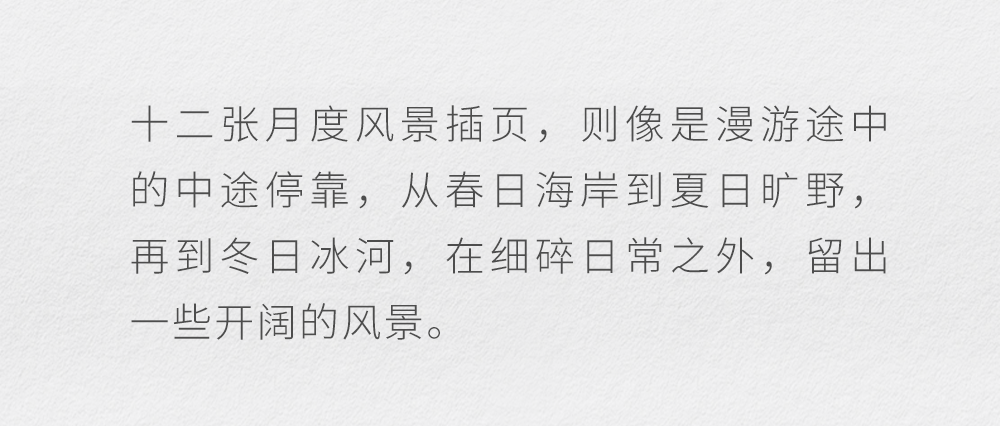 十二张月度风景插页，则像是漫游途中
的中途停靠，从春日海岸到夏日旷野，
再到冬日冰河，在细碎日常之外，留出
一些开阔的风景。